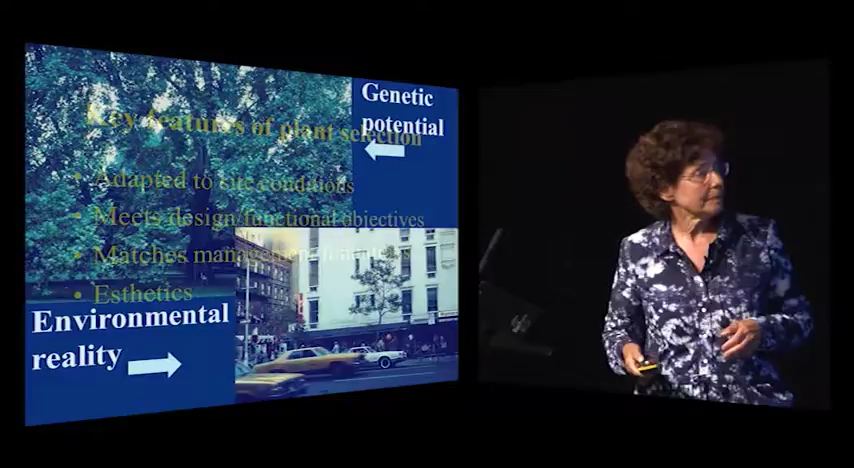 Genetic
potential
Key features of plant selection
• Adapted to site conditions
• Meets design/functional objectives
• Matches management
• Esthetics
Environmental
reality